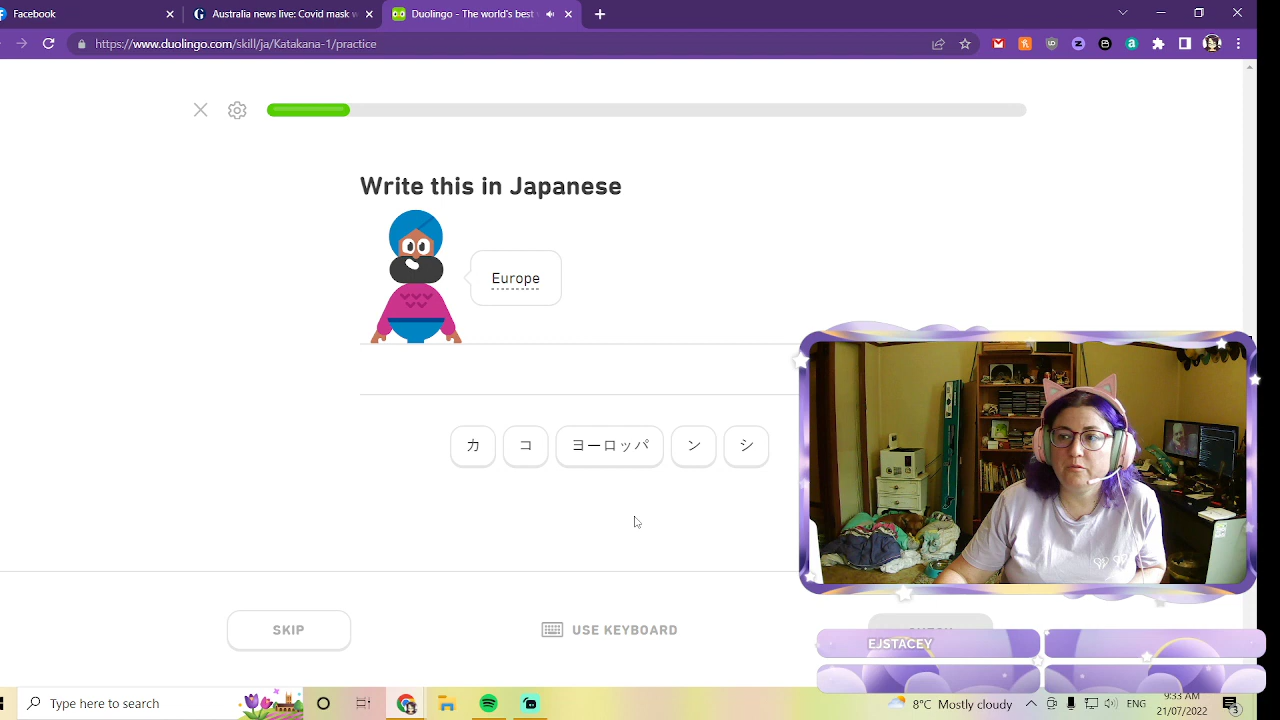 Facebook
Australia news live: Covid mask w
Duolingo - The world's best
https://www.duolingo.com/skill/ja/Katakana-1/practice
Write this in Japanese
Europe
カ コ ヨーロッパ ン シ
SKIP
USE KEYBOARD
EJSTACEY
Type here to search
8°C Mostly cloudy
ENG
9:33 AM
21/07/2022